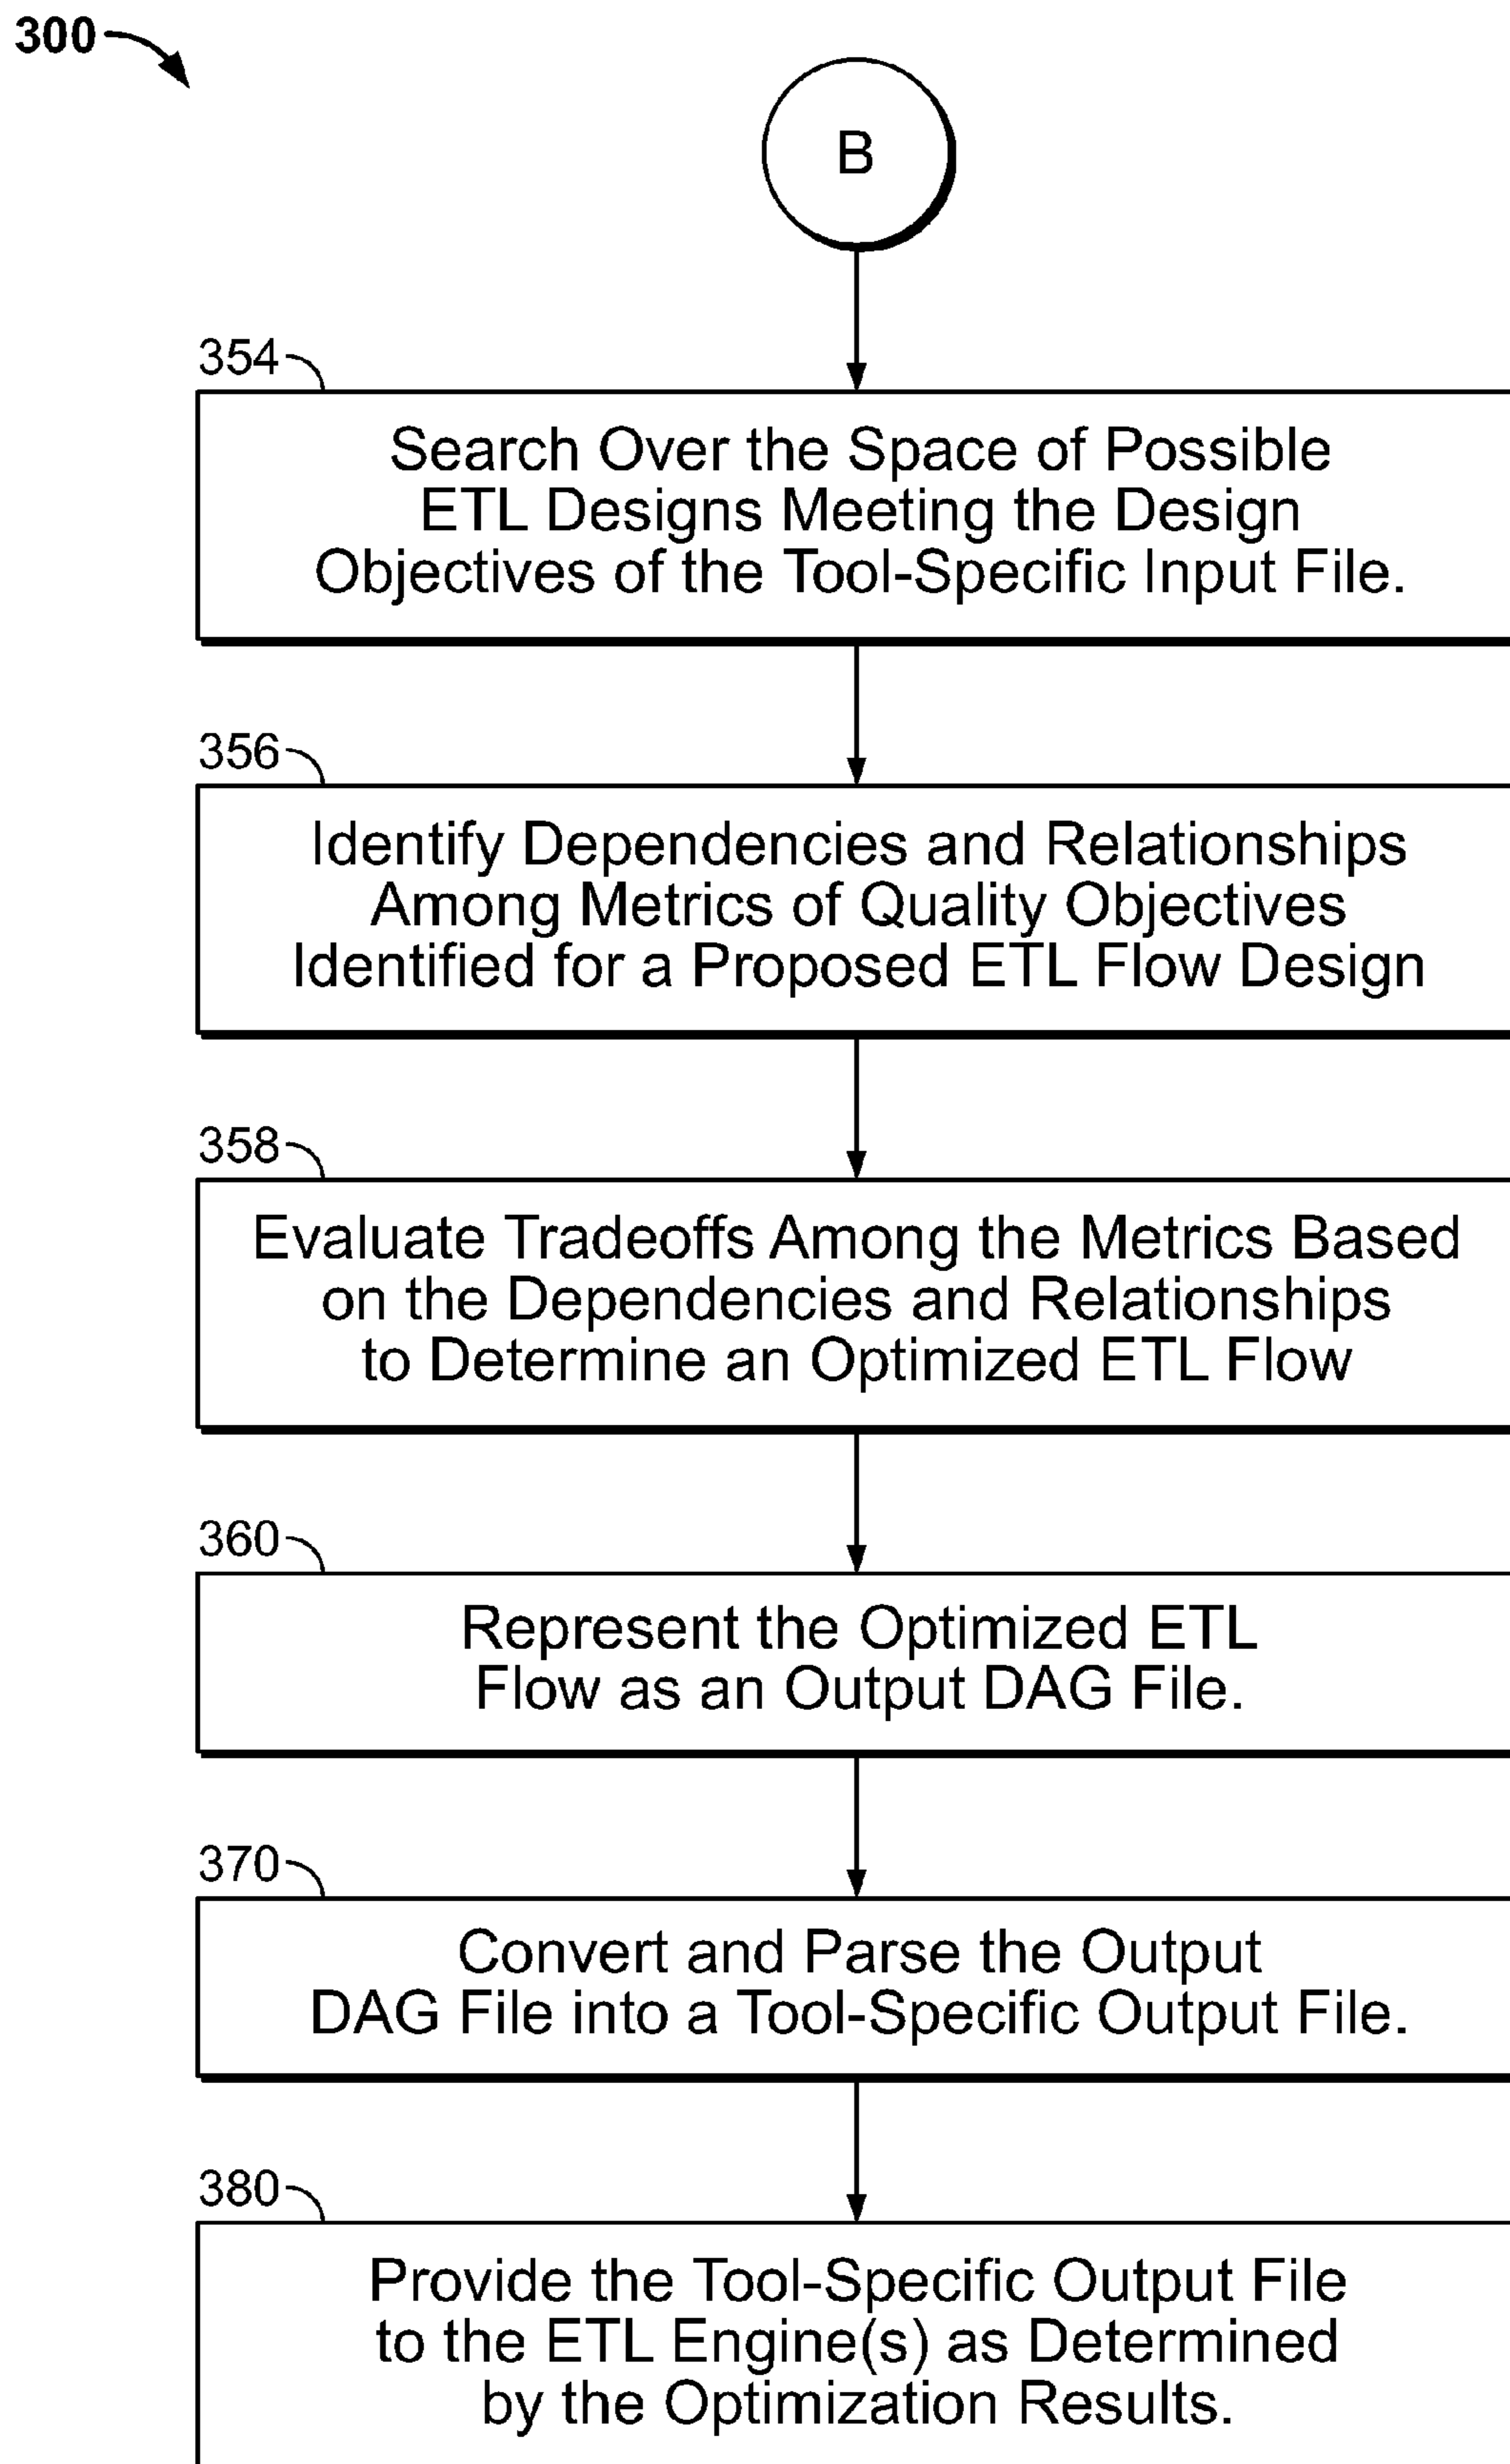 300
B
354
Search Over the Space of Possible
ETL Designs Meeting the Design
Objectives of the Tool-Specific Input File.
356
Identify Dependencies and Relationships
Among Metrics of Quality Objectives
Identified for a Proposed ETL Flow Design
358
Evaluate Tradeoffs Among the Metrics Based
on the Dependencies and Relationships
to Determine an Optimized ETL Flow
360
Represent the Optimized ETL
Flow as an Output DAG File.
370
Convert and Parse the Output
DAG File into a Tool-Specific Output File.
380
Provide the Tool-Specific Output File
to the ETL Engine(s) as Determined
by the Optimization Results.